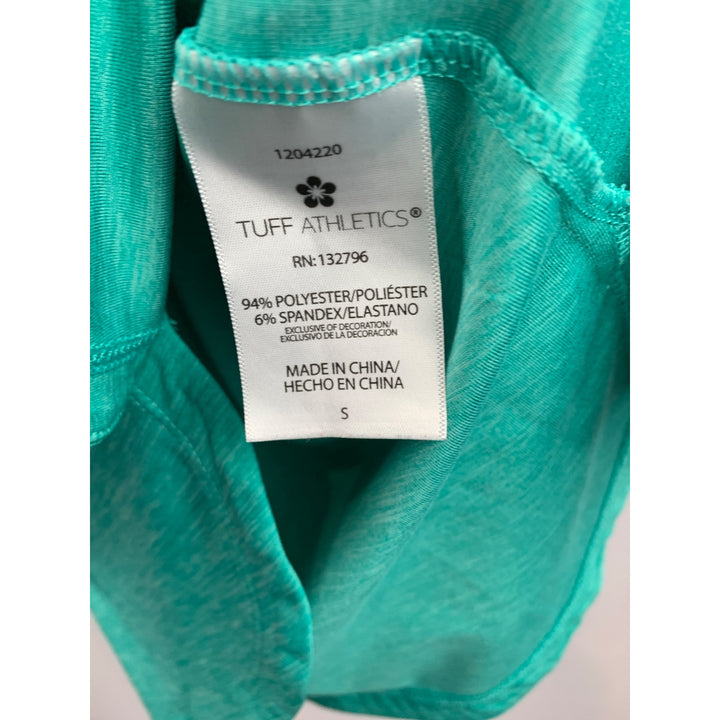 1204220
TUFF ATHLETICS®
RN:132796
94% POLYESTER/POLIÉSTER
6% SPANDEX/ELASTANO
EXCLUSIVE OF DECORATION/
EXCLUSIVO DE LA DECORACION
MADE IN CHINA/
HECHO EN CHINA
S